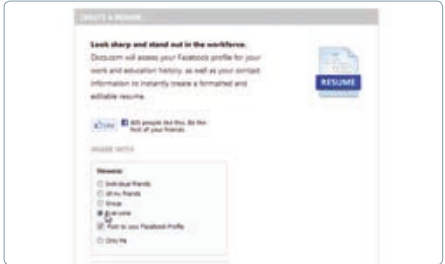 CREATE A RESUME
Look sharp and stand out in the workforce.
Docs.com will assess your Facebook profile for your
work and education history, as well as your contact
information to instantly create a formatted and
editable resume.
RESUME
Like
405 people like this. Be the
first of your friends.
SHARE WITH
Viewers:
Individual friends
All my friends
Group
Everyone
Post to your Facebook Profile
Only Me